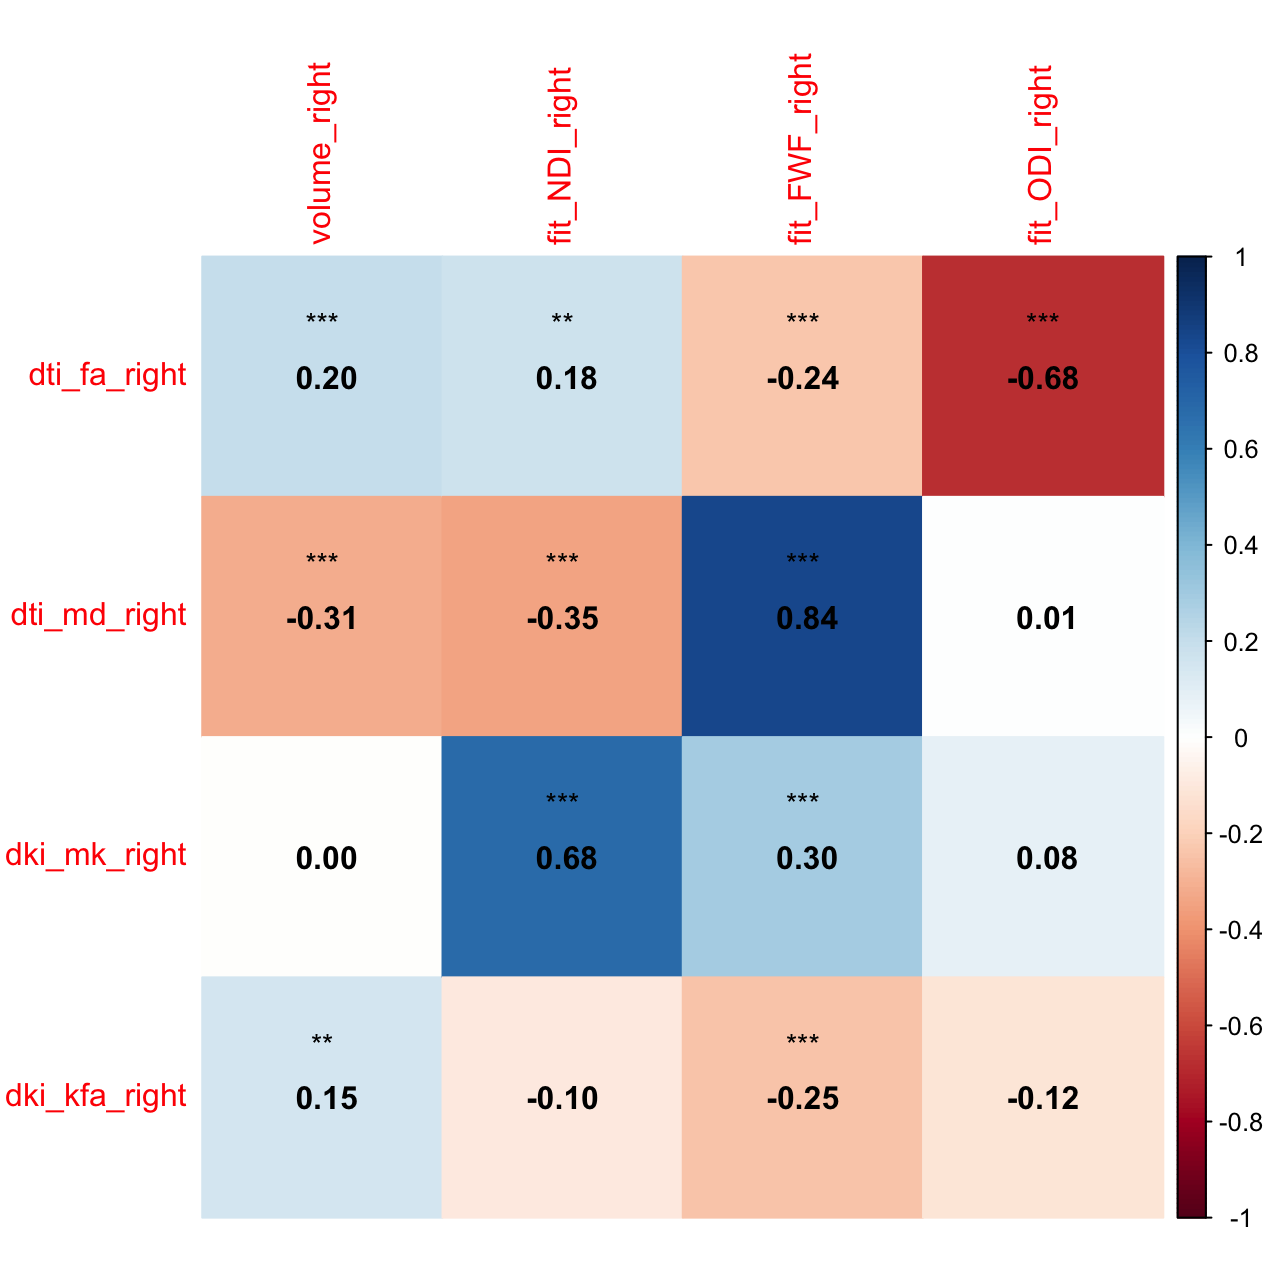 volume_right fit_NDI_right fit_FWF_right fit_ODI_right
1
*** ** *** ***
dti_fa_right 0.20 0.18 -0.24 -0.68
0.8
0.6
*** *** ***
0.4
dti_md_right -0.31 -0.35 0.84 0.01
0.2
0
*** ***
-0.2
dki_mk_right 0.00 0.68 0.30 0.08
-0.4
-0.6
** ***
dki_kfa_right 0.15 -0.10 -0.25 -0.12
-0.8
-1